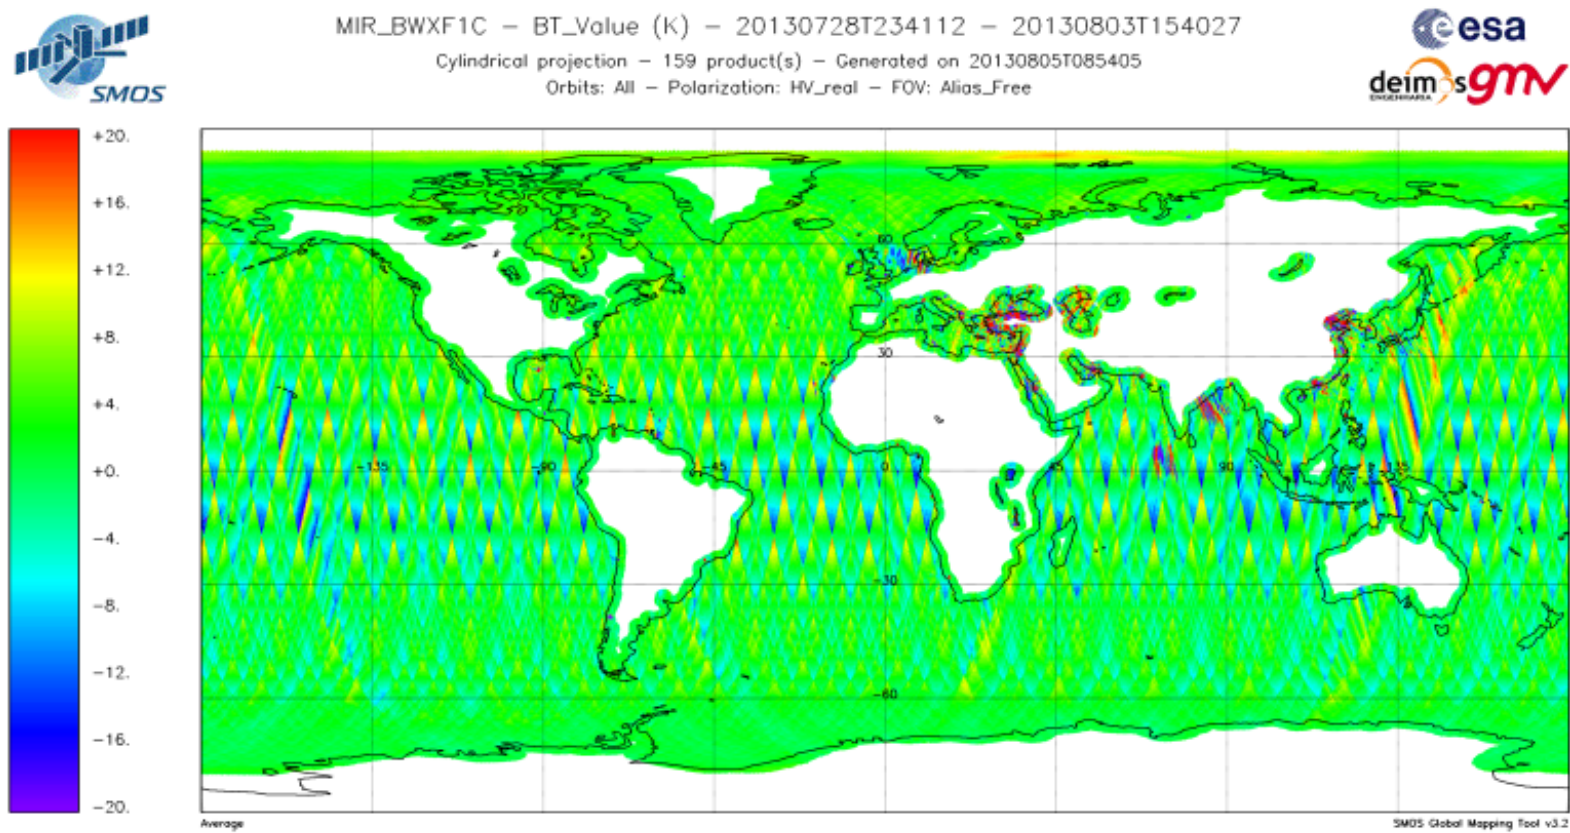 MIR_BWXF1C – BT_Value (K) – 20130728T234112 – 20130803T154027
Cylindrical projection – 159 product(s) – Generated on 20130805T085405
Orbits: All – Polarization: HV_real – FOV: Alias_Free
SMOS
esa
deimos
ENGENHARIA
gmv
+20.
+16.
+12.
+8.
+4.
+0.
−4.
−8.
−12.
−16.
−20.
60
30
−135
−90
−45
0
45
90
135
−30
−60
Average
SMOS Global Mapping Tool v3.2